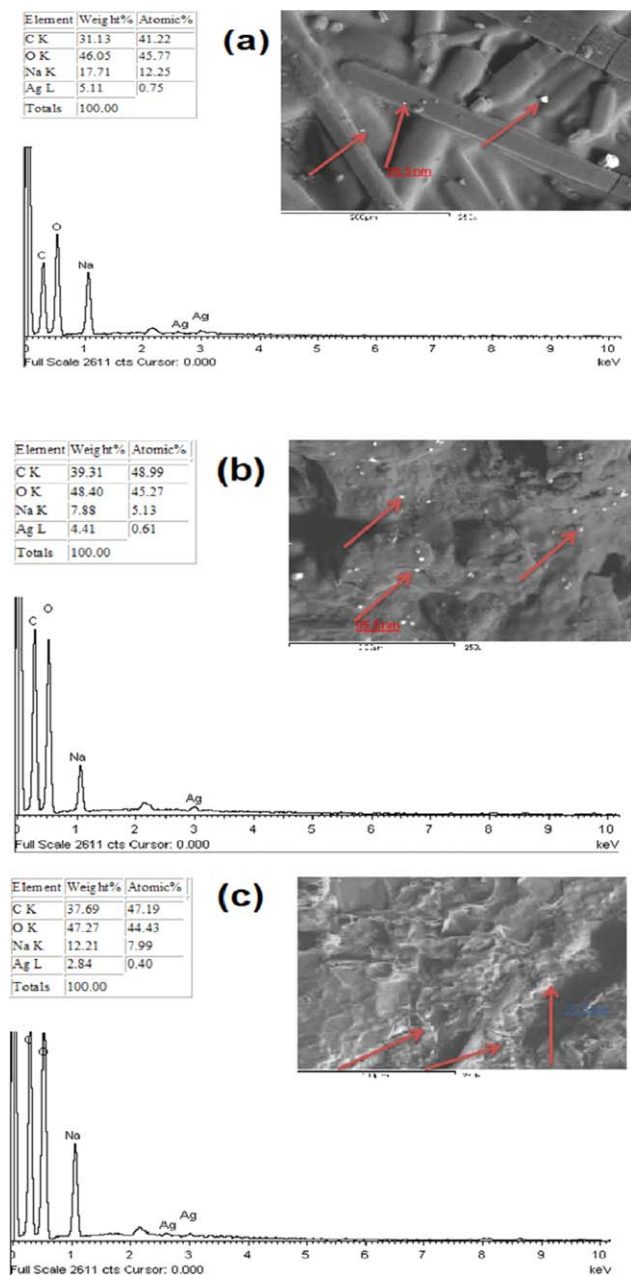 (a)
Element Weight% Atomic%
C K 31.13 41.22
O K 46.05 45.77
Na K 17.71 12.25
Ag L 5.11 0.75
Totals 100.00
200µm
C O Na Ag Ag
0 1 2 3 4 5 6 7 8 9 10
Full Scale 2611 cts Cursor: 0.000 keV
(b)
Element Weight% Atomic%
C K 39.31 48.99
O K 48.40 45.27
Na K 7.88 5.13
Ag L 4.41 0.61
Totals 100.00
C O Na Ag
0 1 2 3 4 5 6 7 8 9 10
Full Scale 2611 cts Cursor: 0.000 keV
(c)
Element Weight% Atomic%
C K 37.69 47.19
O K 47.27 44.43
Na K 12.21 7.99
Ag L 2.84 0.40
Totals 100.00
O Na Ag Ag
0 1 2 3 4 5 6 7 8 9 10
Full Scale 2611 cts Cursor: 0.000 keV